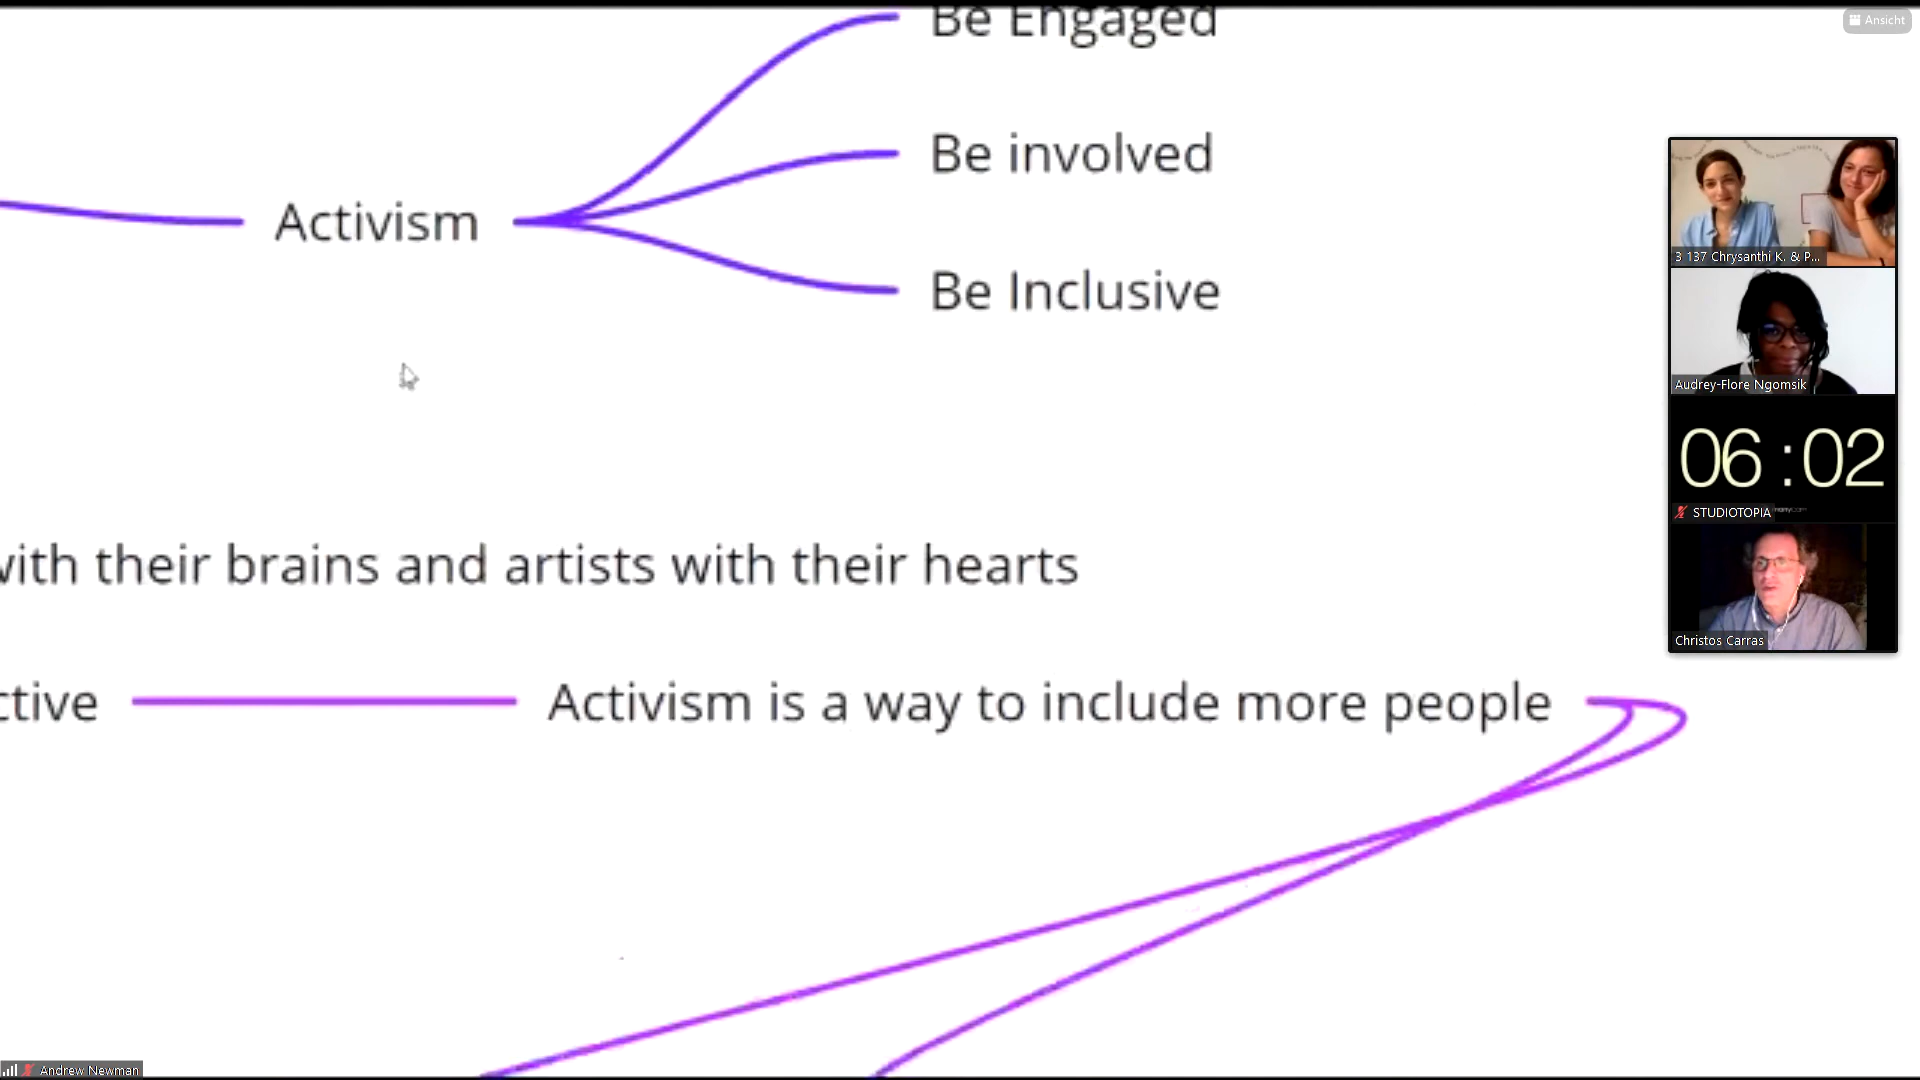 Be Engaged
Ansicht
Be involved
Activism
Be Inclusive
3 137 Chrysanthi K. & P...
Audrey-Flore Ngomsik
06:02
STUDIOTOPIA
with their brains and artists with their hearts
Christos Carras
ctive
Activism is a way to include more people
Andrew Newman